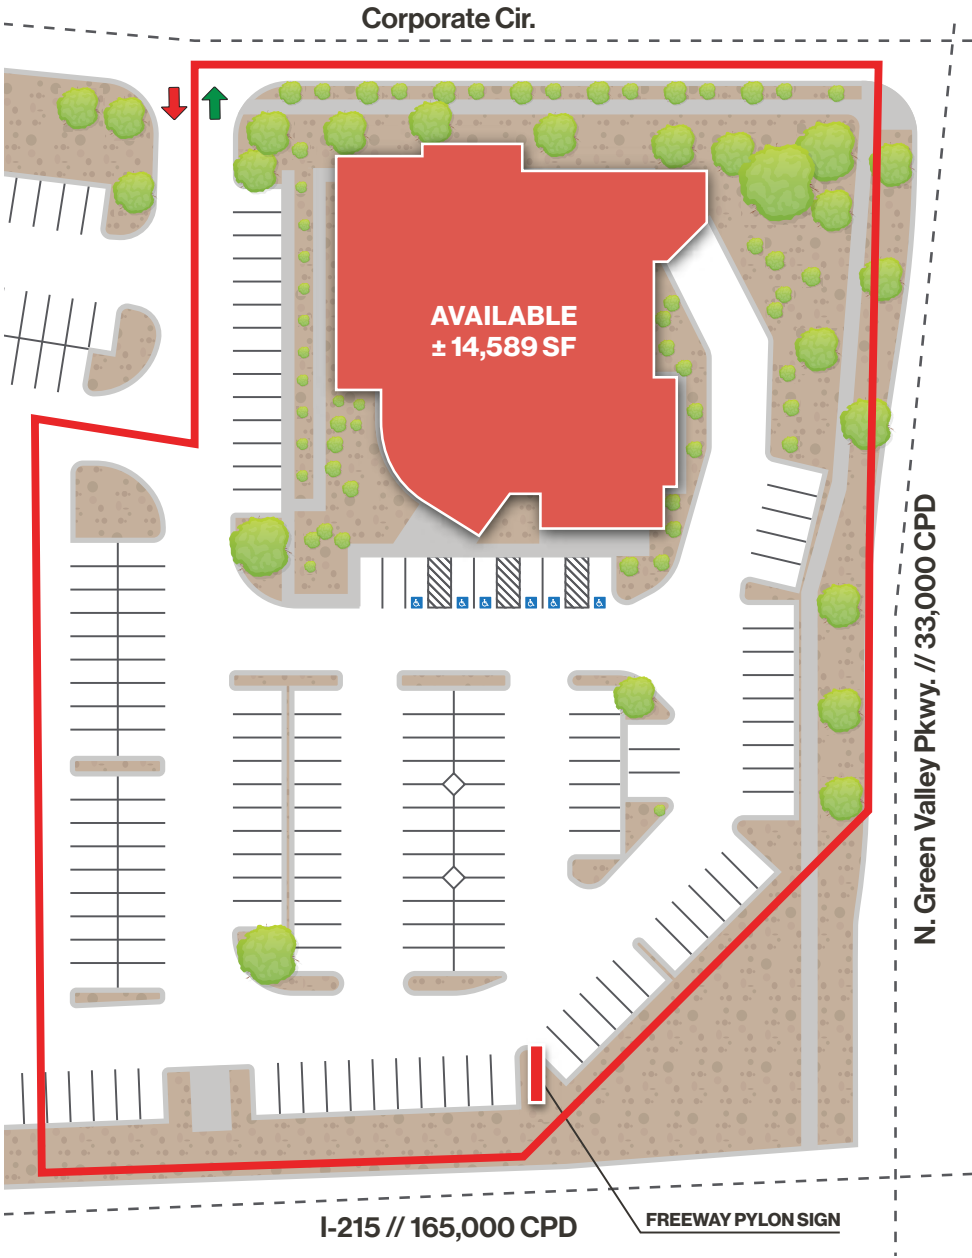 Corporate Cir.
AVAILABLE
± 14,589 SF
N. Green Valley Pkwy. // 33,000 CPD
FREEWAY PYLON SIGN
I-215 // 165,000 CPD